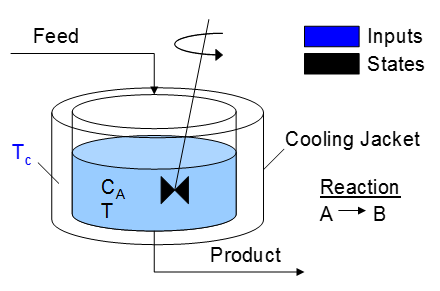 Feed
Inputs
States
Cooling Jacket
Tc
CA
T
Reaction
A → B
Product